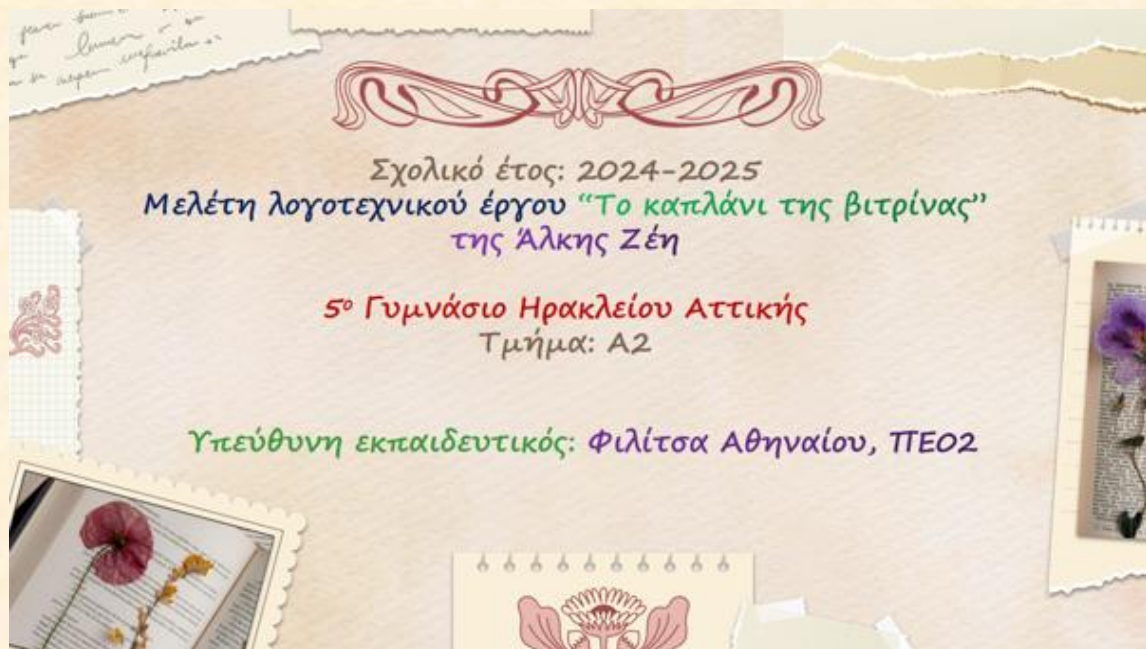 Σχολικό έτος: 2024-2025
Μελέτη λογοτεχνικού έργου “Το καπλάνι της βιτρίνας”
της Άλκης Ζέη
5ο Γυμνάσιο Ηρακλείου Αττικής
Τμήμα: Α2
Υπεύθυνη εκπαιδευτικός: Φιλίτσα Αθηναίου, ΠΕ02